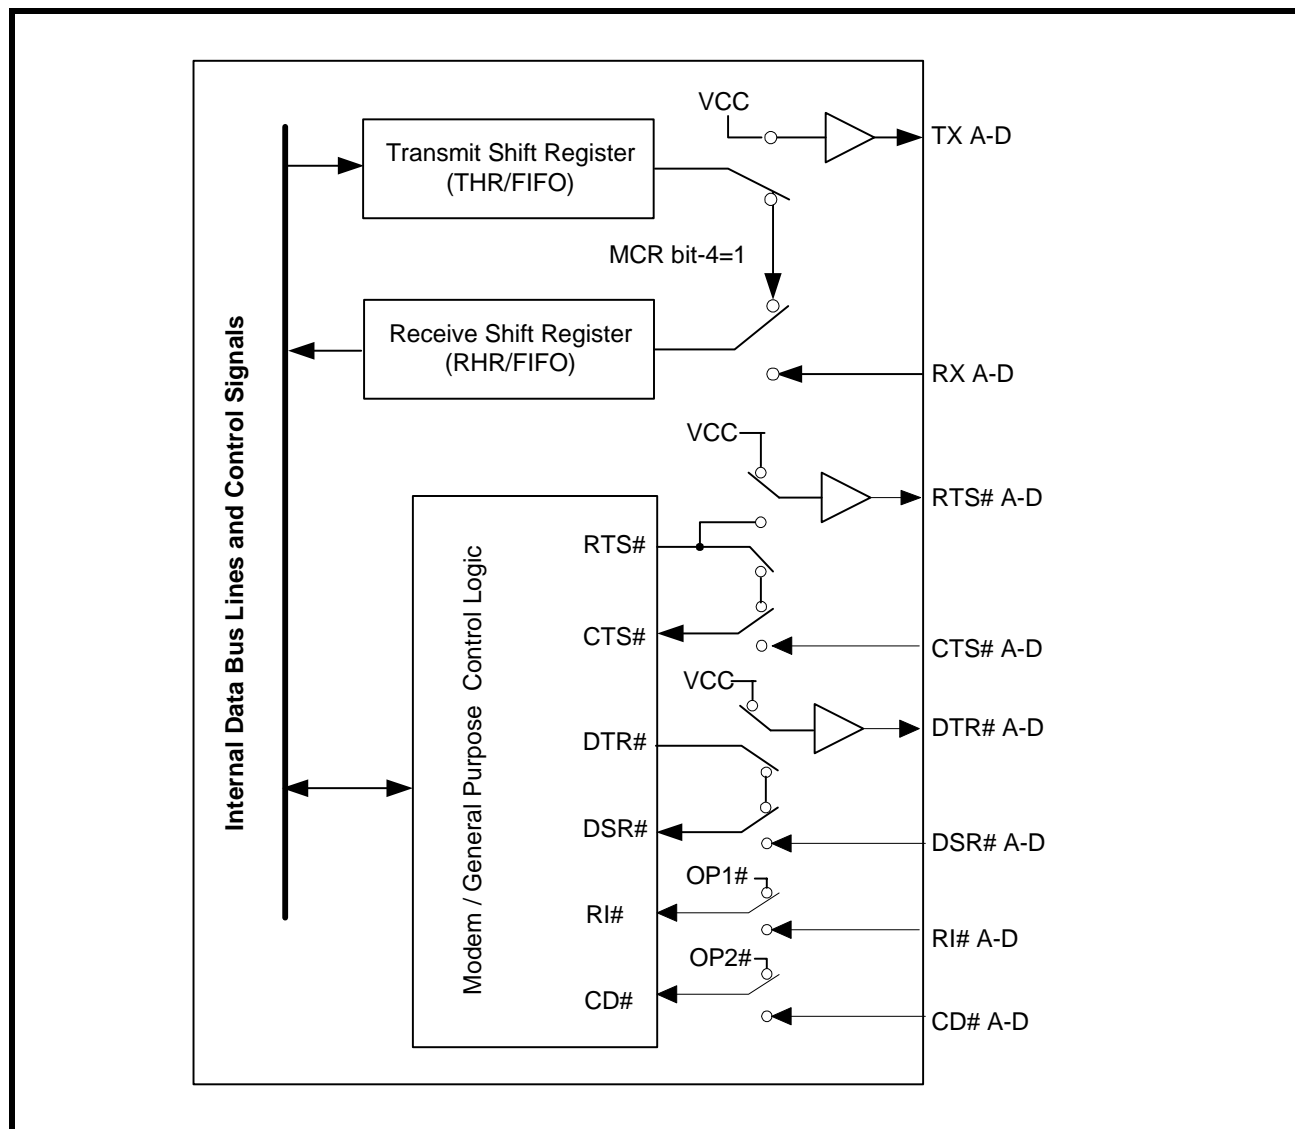 VCC
TX A-D
Transmit Shift Register
(THR/FIFO)
MCR bit-4=1
Receive Shift Register
(RHR/FIFO)
RX A-D
Internal Data Bus Lines and Control Signals
VCC
RTS# A-D
Modem / General Purpose Control Logic
RTS#
CTS#
CTS# A-D
VCC
DTR# A-D
DTR#
DSR#
DSR# A-D
OP1#
RI#
RI# A-D
OP2#
CD#
CD# A-D